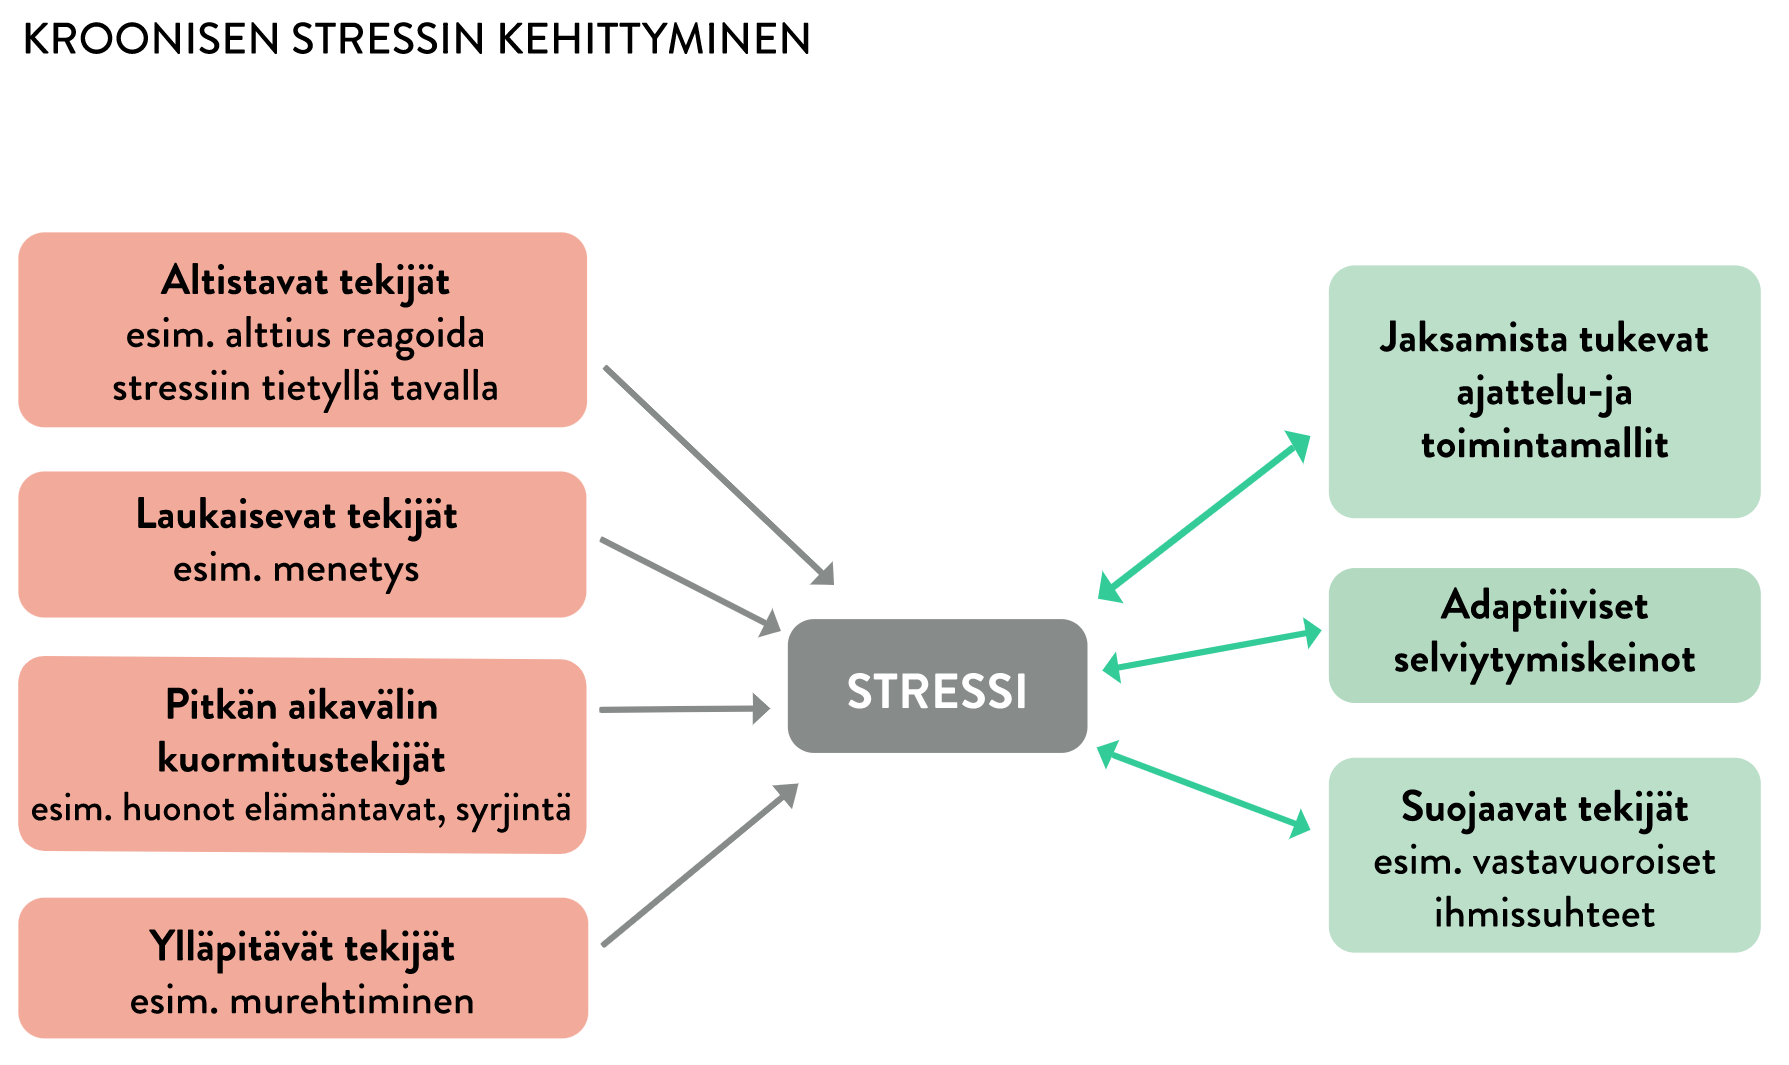 KROONISEN STRESSIN KEHITTYMINEN
Altistavat tekijät
esim. alttius reagoida
stressiin tietyllä tavalla
Laukaisevat tekijät
esim. menetys
Pitkän aikavälin
kuormitustekijät
esim. huonot elämäntavat, syrjintä
Ylläpitävät tekijät
esim. murehtiminen
STRESSI
Jaksamista tukevat
ajattelu-ja
toimintamallit
Adaptiiviset
selviytymiskeinot
Suojaavat tekijät
esim. vastavuoroiset
ihmissuhteet